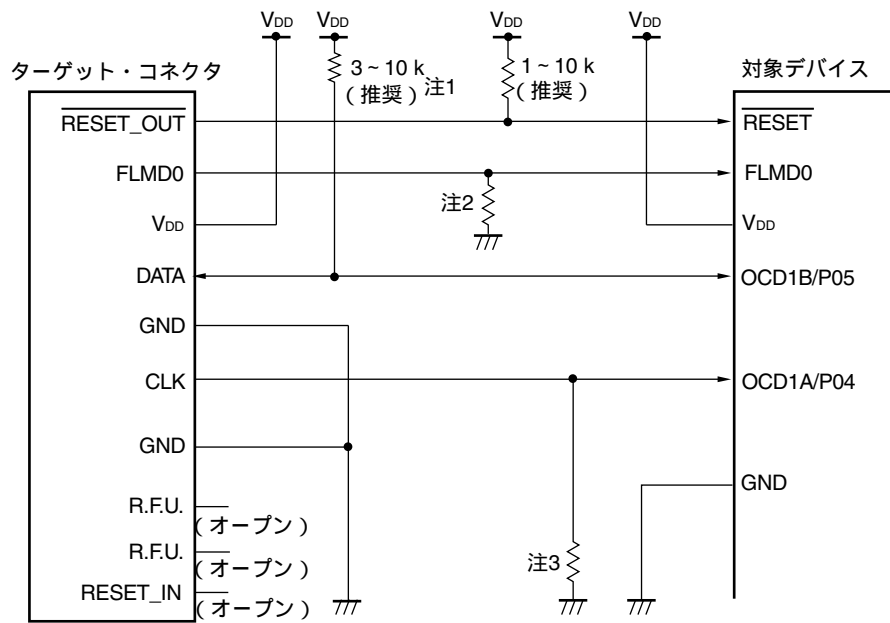 VDD VDD VDD VDD
ターゲット・コネクタ
3 ~ 10 k
(推奨) 注1
1 ~ 10 k
(推奨)
対象デバイス
RESET_OUT
RESET
FLMD0
FLMD0
注2
VDD
VDD
DATA
OCD1B/P05
GND
CLK
OCD1A/P04
GND
GND
R.F.U.
(オープン)
R.F.U.
(オープン)
注3
RESET_IN
(オープン)